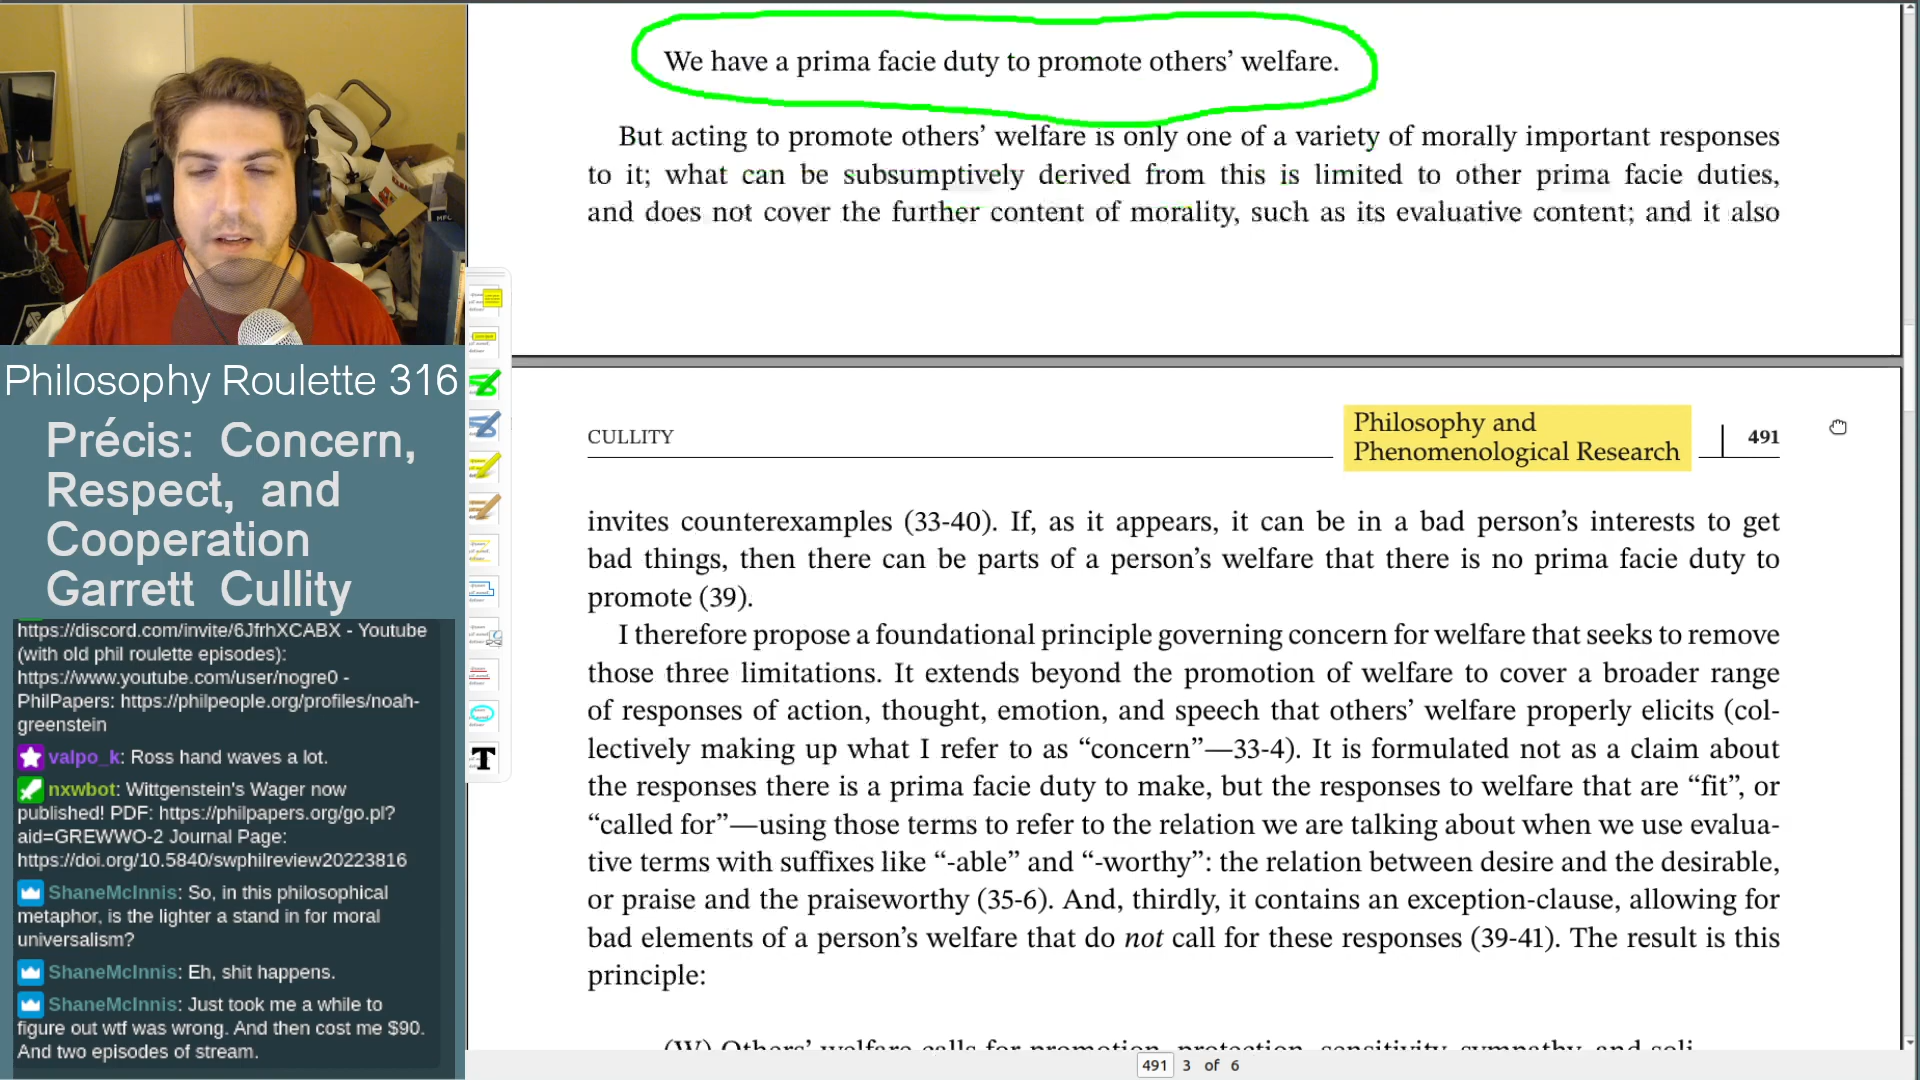 We have a prima facie duty to promote others’ welfare.
But acting to promote others’ welfare is only one of a variety of morally important responses
to it; what can be subsumptively derived from this is limited to other prima facie duties,
and does not cover the further content of morality, such as its evaluative content; and it also
CULLITY
Philosophy and
Phenomenological Research
491
invites counterexamples (33-40). If, as it appears, it can be in a bad person’s interests to get
bad things, then there can be parts of a person’s welfare that there is no prima facie duty to
promote (39).
I therefore propose a foundational principle governing concern for welfare that seeks to remove
those three limitations. It extends beyond the promotion of welfare to cover a broader range
of responses of action, thought, emotion, and speech that others’ welfare properly elicits (col-
lectively making up what I refer to as “concern”—33-4). It is formulated not as a claim about
the responses there is a prima facie duty to make, but the responses to welfare that are “fit”, or
“called for”—using those terms to refer to the relation we are talking about when we use evalua-
tive terms with suffixes like “-able” and “-worthy”: the relation between desire and the desirable,
or praise and the praiseworthy (35-6). And, thirdly, it contains an exception-clause, allowing for
bad elements of a person’s welfare that do not call for these responses (39-41). The result is this
principle:
(W) Others’ welfare calls for promotion, protection, sensitivity, sympathy, and soli-
491 3 of 6
T
Philosophy Roulette 316
Précis: Concern,
Respect, and
Cooperation
Garrett Cullity
https://discord.com/invite/6JfrhXCABX - Youtube
(with old phil roulette episodes):
https://www.youtube.com/user/nogre0 -
PhilPapers: https://philpeople.org/profiles/noah-
greenstein
valpo_k: Ross hand waves a lot.
nxwbot: Wittgenstein's Wager now
published! PDF: https://philpapers.org/go.pl?
aid=GREWWO-2 Journal Page:
https://doi.org/10.5840/swphilreview20223816
ShaneMcInnis: So, in this philosophical
metaphor, is the lighter a stand in for moral
universalism?
ShaneMcInnis: Eh, shit happens.
ShaneMcInnis: Just took me a while to
figure out wtf was wrong. And then cost me $90.
And two episodes of stream.